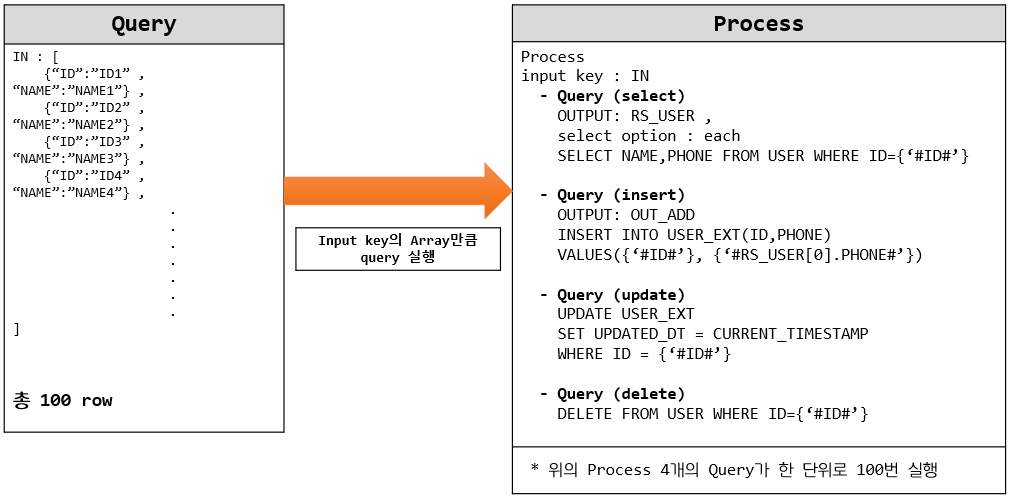 Query
IN : [
{“ID”:”ID1” ,
“NAME”:”NAME1”} ,
{“ID”:”ID2” ,
“NAME”:”NAME2”} ,
{“ID”:”ID3” ,
“NAME”:”NAME3”} ,
{“ID”:”ID4” ,
“NAME”:”NAME4”} ,
.
.
.
.
.
.
.
]
총 100 row
Input key의 Array만큼
query 실행
Process
Process
input key : IN
- Query (select)
OUTPUT: RS_USER ,
select option : each
SELECT NAME,PHONE FROM USER WHERE ID={‘#ID#’}
- Query (insert)
OUTPUT: OUT_ADD
INSERT INTO USER_EXT(ID,PHONE)
VALUES({‘#ID#’}, {‘#RS_USER[0].PHONE#’})
- Query (update)
UPDATE USER_EXT
SET UPDATED_DT = CURRENT_TIMESTAMP
WHERE ID = {‘#ID#’}
- Query (delete)
DELETE FROM USER WHERE ID={‘#ID#’}
* 위의 Process 4개의 Query가 한 단위로 100번 실행